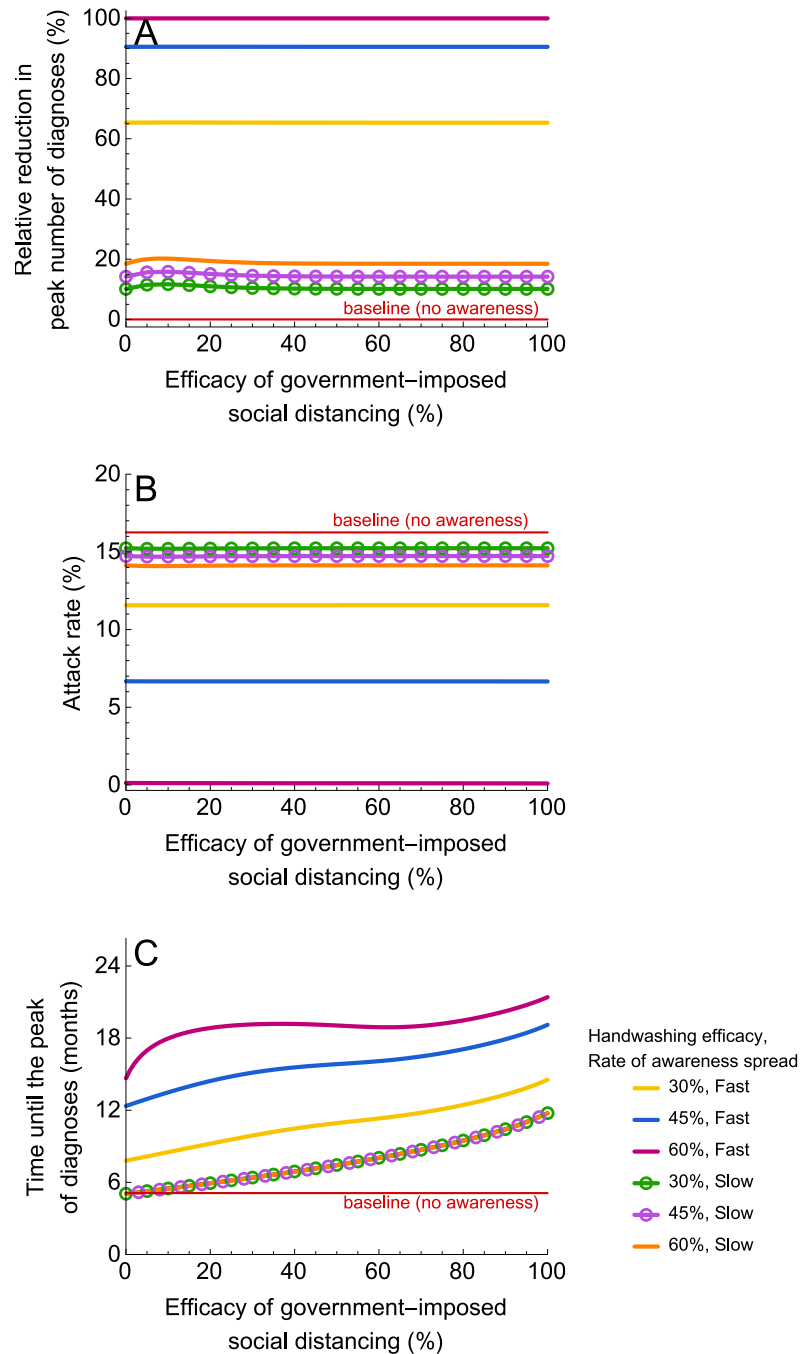 A
100
80
60
40
20
0
Relative reduction in
peak number of diagnoses (%)
baseline (no awareness)
0 20 40 60 80 100
Efficacy of government–imposed
social distancing (%)
B
20
15
10
5
0
Attack rate (%)
baseline (no awareness)
0 20 40 60 80 100
Efficacy of government–imposed
social distancing (%)
C
24
18
12
6
0
Time until the peak
of diagnoses (months)
baseline (no awareness)
0 20 40 60 80 100
Efficacy of government–imposed
social distancing (%)
Handwashing efficacy,
Rate of awareness spread
30%, Fast
45%, Fast
60%, Fast
30%, Slow
45%, Slow
60%, Slow